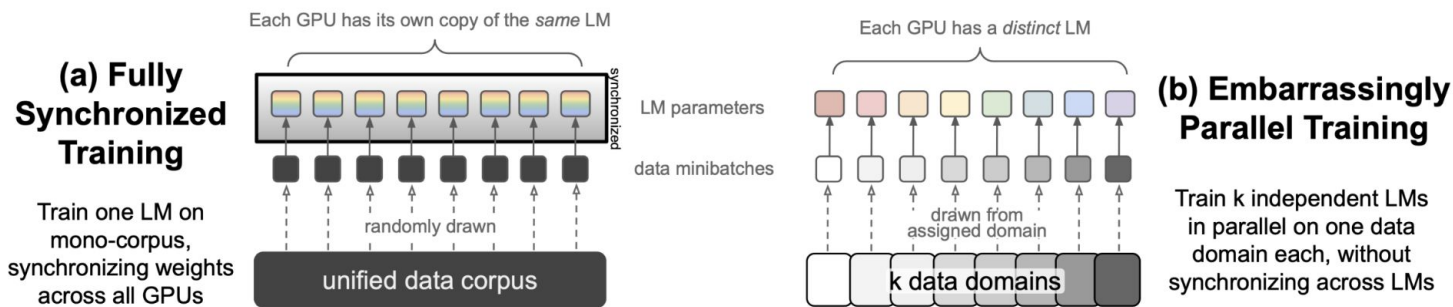 (a) Fully
Synchronized
Training
Train one LM on
mono-corpus,
synchronizing weights
across all GPUs
Each GPU has its own copy of the same LM
synchronized
randomly drawn
unified data corpus
LM parameters
data minibatches
Each GPU has a distinct LM
drawn from
assigned domain
k data domains
(b) Embarrassingly
Parallel Training
Train k independent LMs
in parallel on one data
domain each, without
synchronizing across LMs